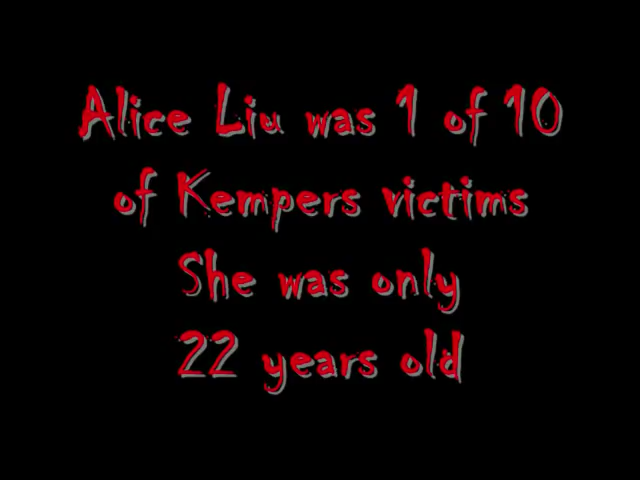 Alice Liu was 1 of 10
of Kempers victims
She was only
22 years old